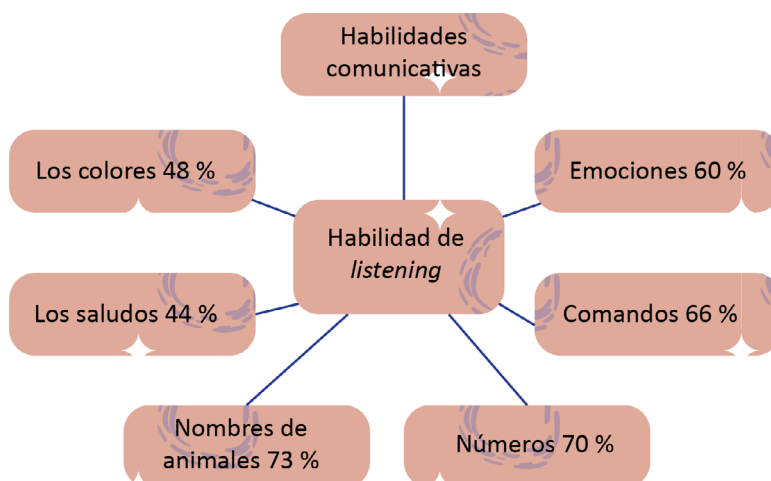 Habilidades
comunicativas
Los colores 48 %
Emociones 60 %
Habilidad de
listening
Los saludos 44 %
Comandos 66 %
Nombres de
animales 73 %
Números 70 %